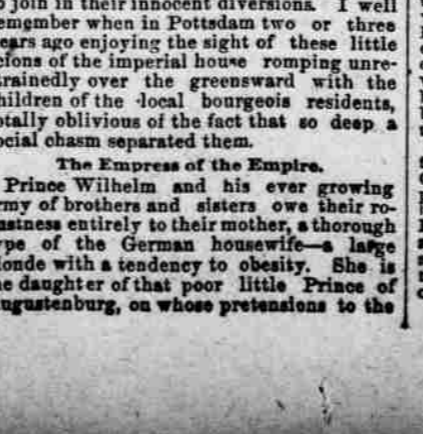 o join in their innocent diversions. I well
emember when in Pottsdam two or three
ears ago enjoying the sight of these little
cions of the imperial house romping unre-
trainedly over the greensward with the
hildren of the local bourgeois residents,
otally oblivious of the fact that so deep a
ocial chasm separated them.
The Empress of the Empire.
Prince Wilhelm and his ever growing
rmy of brothers and sisters owe their ro-
ustness entirely to their mother, a thorough
ype of the German housewife—a large
londe with a tendency to obesity. She is
he daughter of that poor little Prince of
ugustenburg, on whose pretensions to the